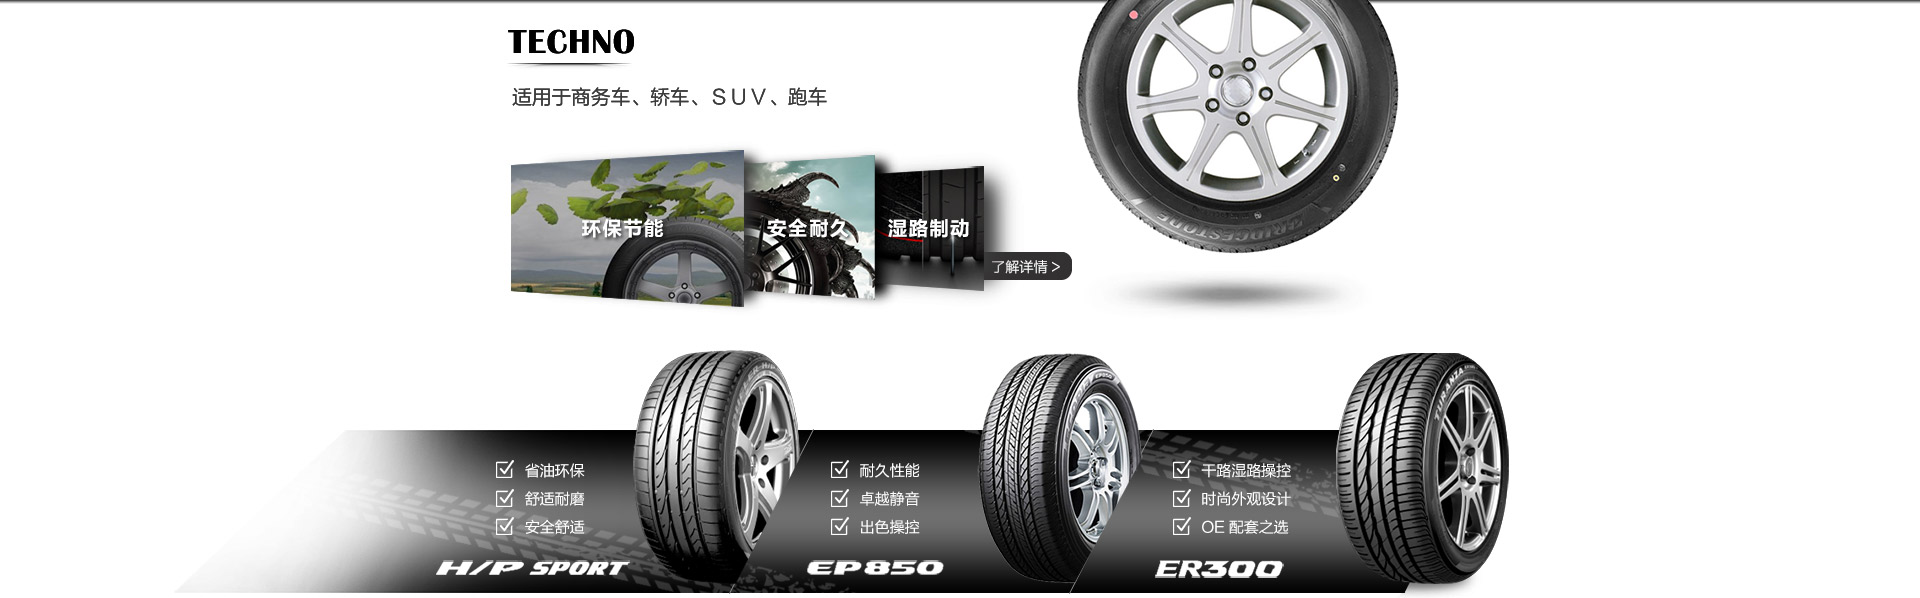 TECHNO
适用于商务车、轿车、SUV、跑车
环保节能
安全耐久
湿路制动
了解详情 >
BRIDGESTONE
省油环保
舒适耐磨
安全舒适
H/P SPORT
耐久性能
卓越静音
出色操控
EP850
TURANZA
干路湿路操控
时尚外观设计
OE 配套之选
ER300